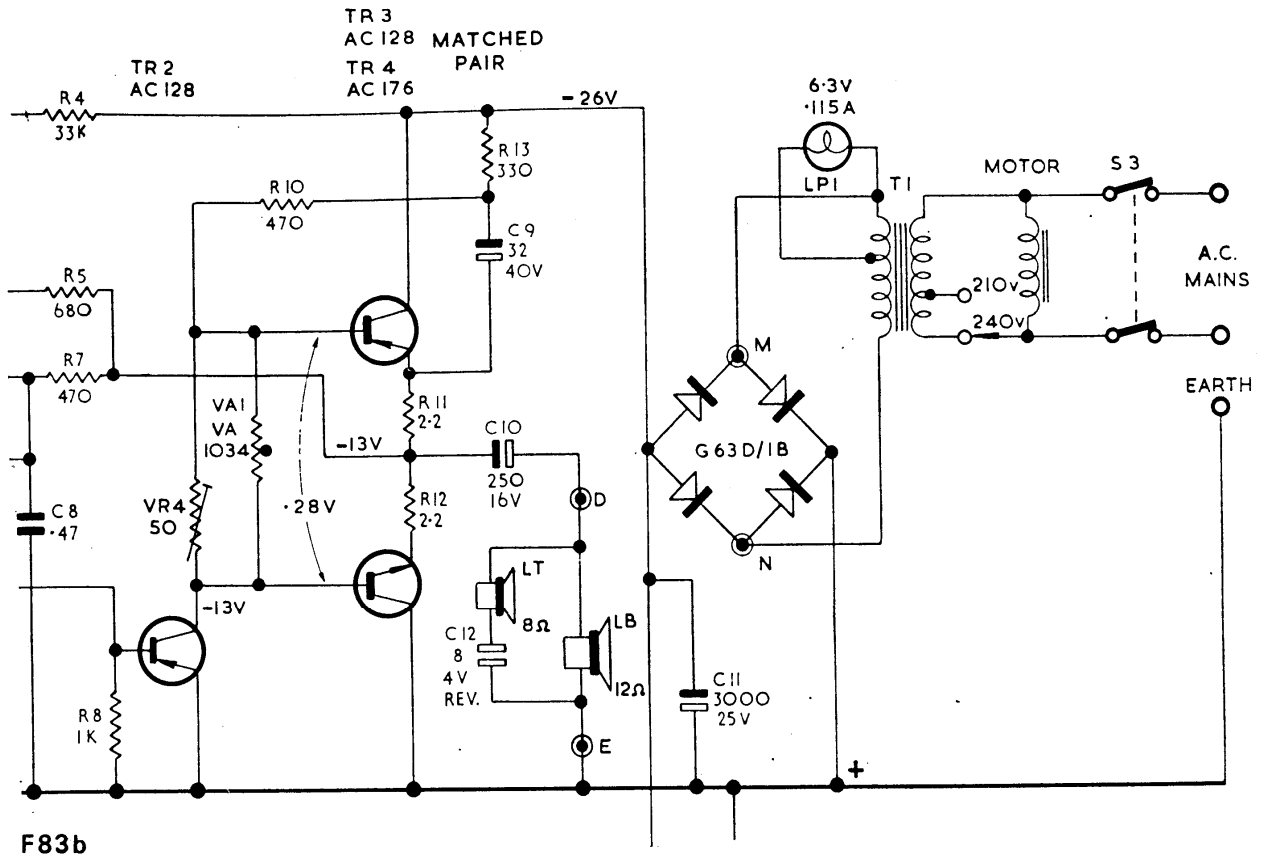 TR 3
AC 128 MATCHED
PAIR
TR 4
AC 176
TR 2
AC 128
R4
33K
-26V
R13
330
R10
470
C9
32
40V
6·3V
·115A
LP1
T1
MOTOR
S3
A.C.
MAINS
210v
240v
EARTH
R5
680
R7
470
VA1
VA
1034
R11
2·2
-13V
C10
250
16V
M
G63D/1B
N
C8
·47
VR4
50
·28V
R12
2·2
D
-13V
LT
8Ω
C12
8
4V
REV.
LB
12Ω
R8
1K
E
C11
3000
25V
+
F83b